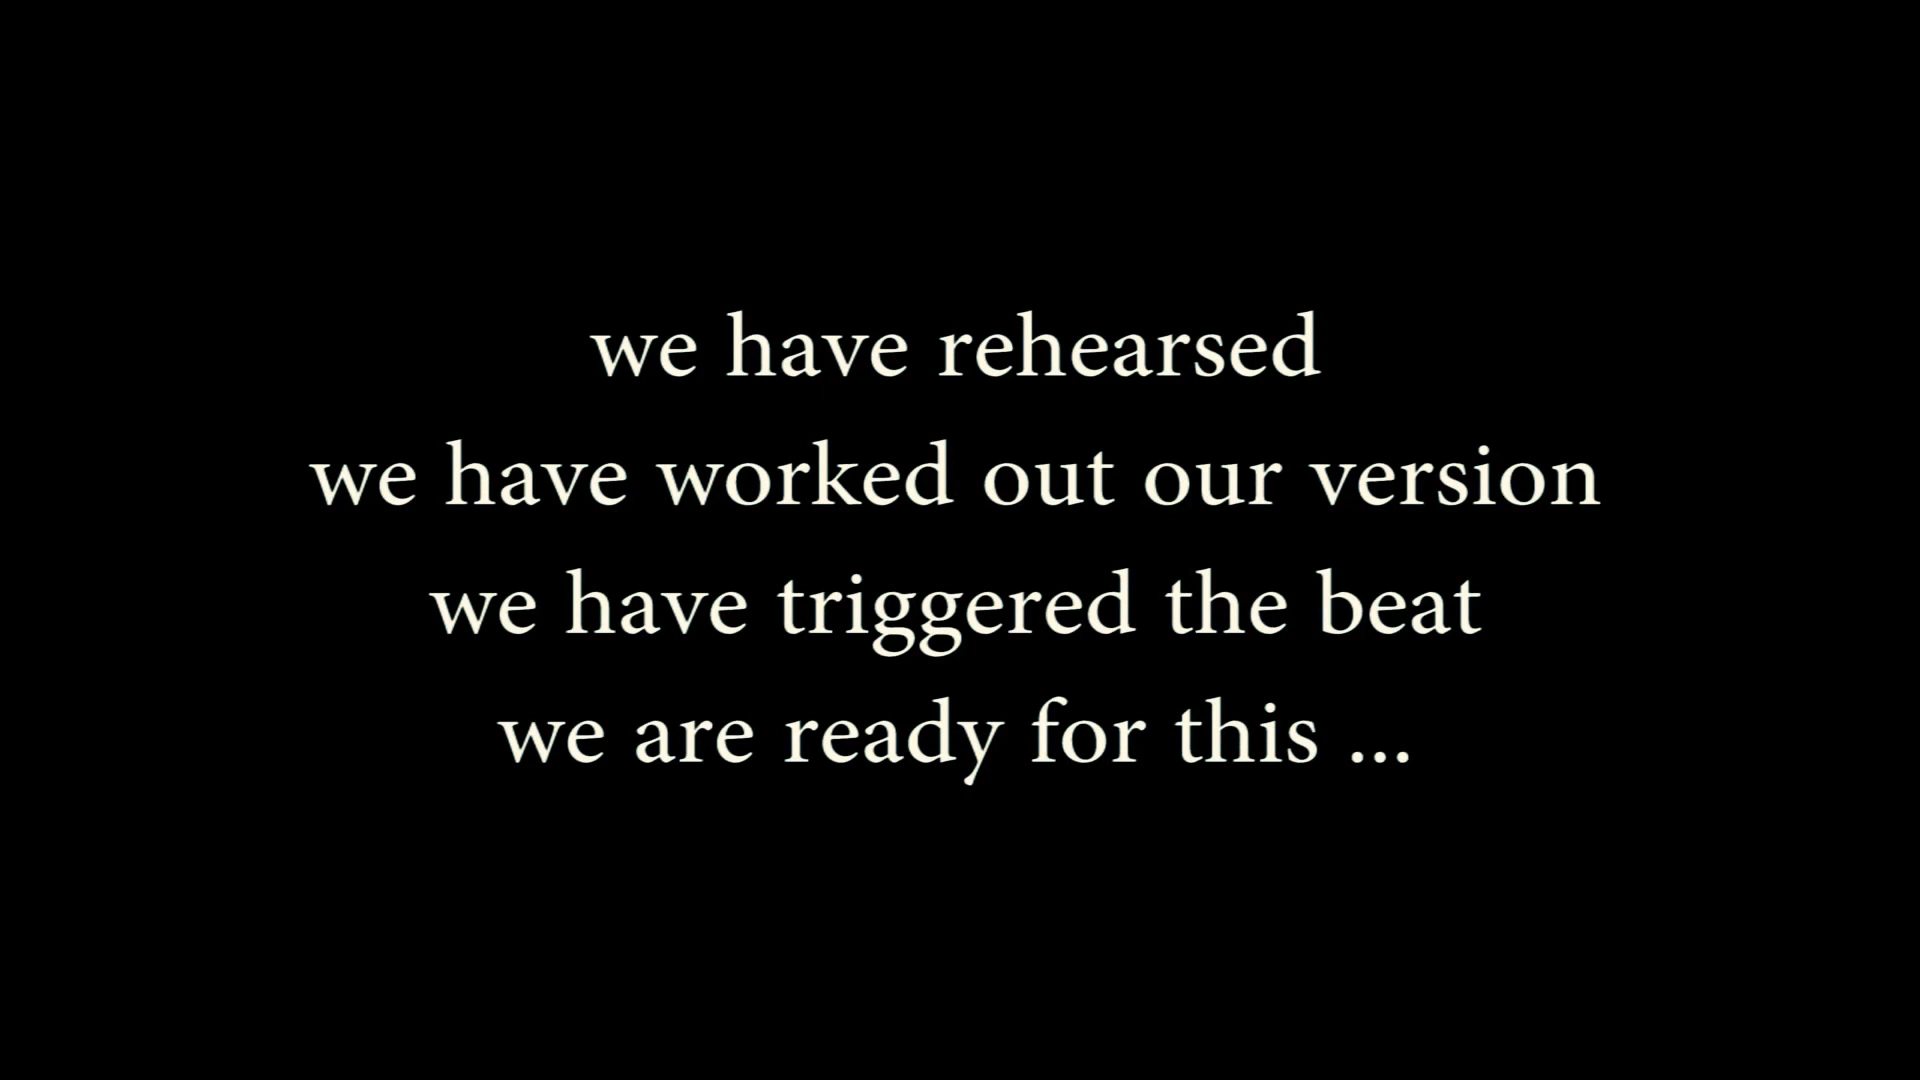 we have rehearsed
we have worked out our version
we have triggered the beat
we are ready for this ...